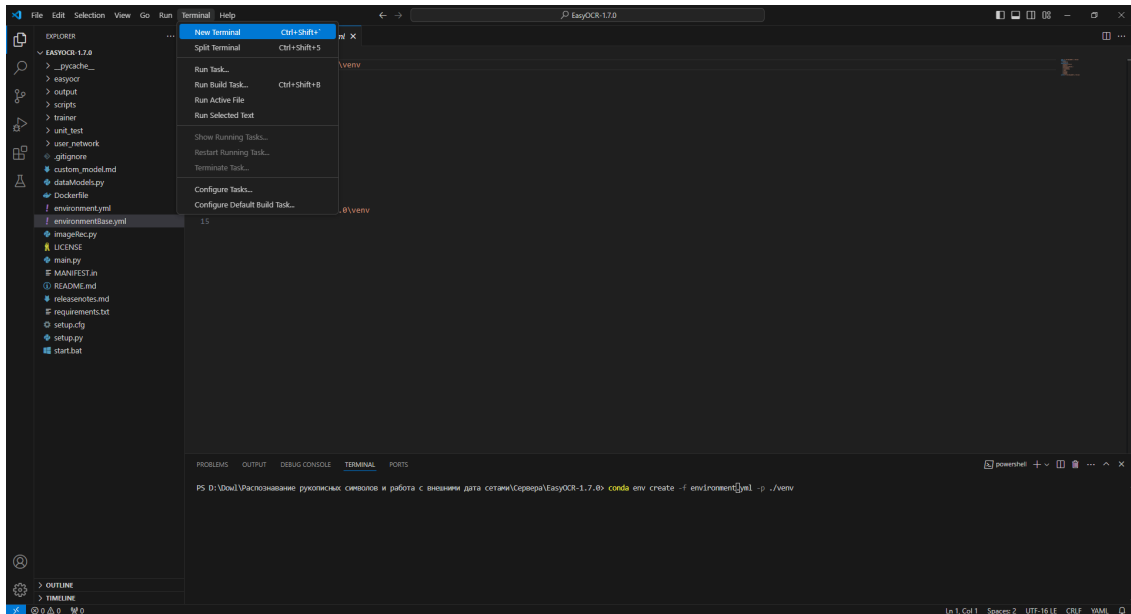 File Edit Selection View Go Run Terminal Help
EasyOCR-1.7.0
EXPLORER
EASYOCR-1.7.0
__pycache__
easyocr
output
scripts
trainer
unit_test
user_network
.gitignore
custom_model.md
dataModels.py
Dockerfile
environment.yml
environmentBase.yml
imageRec.py
LICENSE
main.py
MANIFEST.in
README.md
releasenotes.md
requirements.txt
setup.cfg
setup.py
start.bat
OUTLINE
TIMELINE
New Terminal Ctrl+Shift+`
Split Terminal Ctrl+Shift+5
Run Task...
Run Build Task... Ctrl+Shift+B
Run Active File
Run Selected Text
Show Running Tasks...
Restart Running Task...
Terminate Task...
Configure Tasks...
Configure Default Build Task...
ml
\venv
.0\venv
15
PROBLEMS OUTPUT DEBUG CONSOLE TERMINAL PORTS
powershell
PS D:\Dowl\Распознавание рукописных символов и работа с внешними дата сетами\Сервера\EasyOCR-1.7.0> conda env create -f environment.yml -p ./venv
0 0 0
Ln 1, Col 1 Spaces: 2 UTF-16 LE CRLF YAML